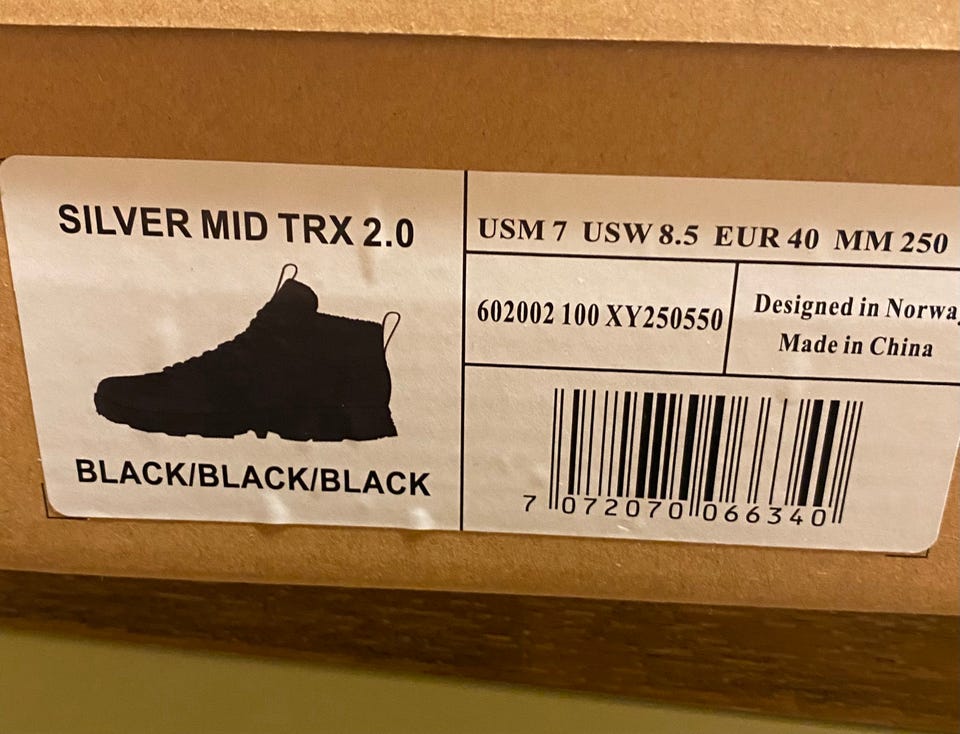 SILVER MID TRX 2.0
BLACK/BLACK/BLACK
USM 7 USW 8.5 EUR 40 MM 250
602002 100 XY250550
Designed in
Made in China
7 072070 066340